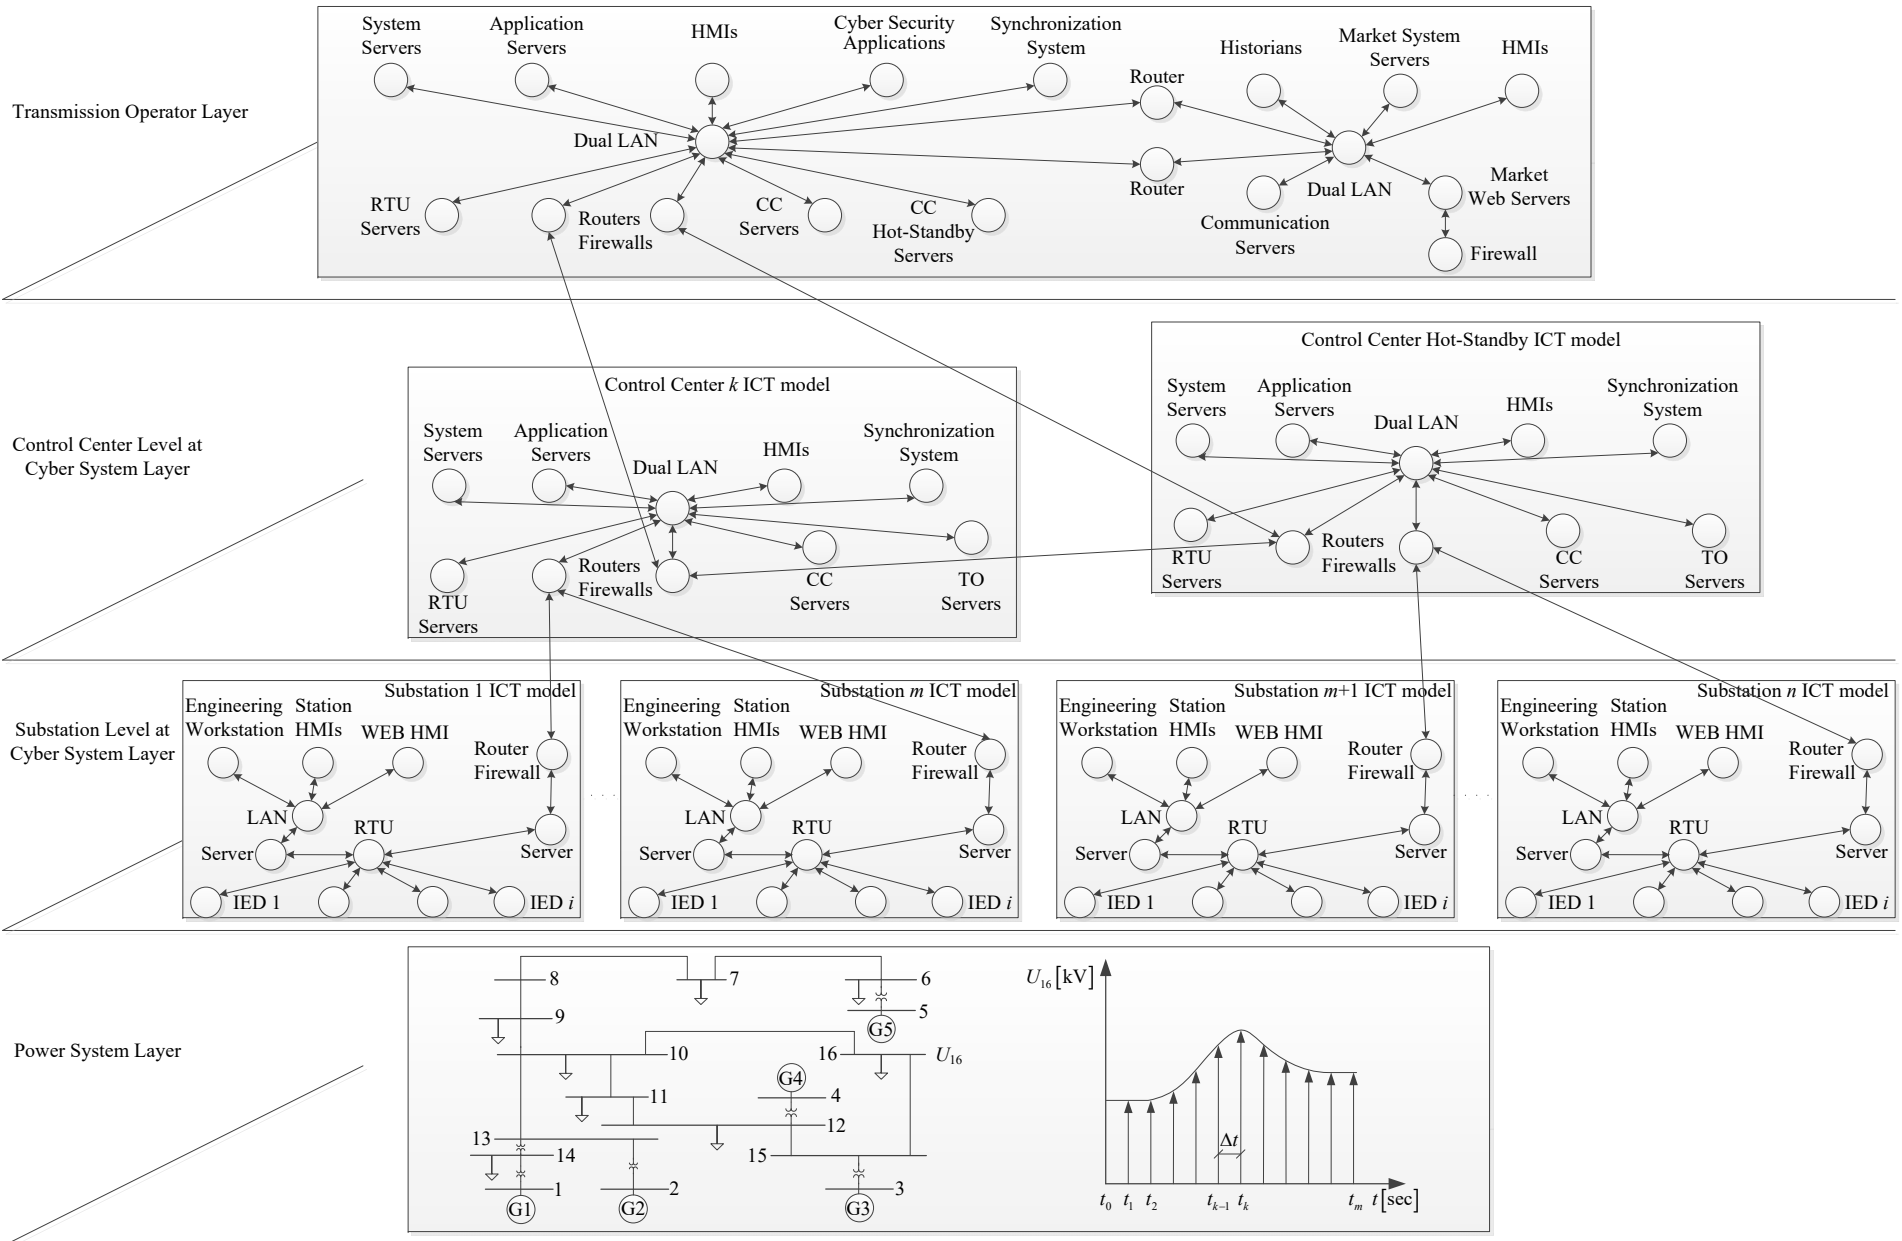 System
Servers
Application
Servers
HMIs
Cyber Security
Applications
Synchronization
System
Router
Historians
Market System
Servers
HMIs
Transmission Operator Layer
Dual LAN
Router
Dual LAN
Market
Web Servers
RTU
Servers
Routers
Firewalls
CC
Servers
CC
Hot-Standby
Servers
Communication
Servers
Firewall
Control Center Level at
Cyber System Layer
Control Center k ICT model
System
Servers
Application
Servers
Dual LAN
HMIs
Synchronization
System
RTU
Servers
Routers
Firewalls
CC
Servers
TO
Servers
Control Center Hot-Standby ICT model
System
Servers
Application
Servers
Dual LAN
HMIs
Synchronization
System
RTU
Servers
Routers
Firewalls
CC
Servers
TO
Servers
Substation Level at
Cyber System Layer
Substation 1 ICT model
Engineering
Workstation
Station
HMIs
WEB HMI
Router
Firewall
LAN
RTU
Server
Server
IED 1
IED i
Substation m ICT model
Engineering
Workstation
Station
HMIs
WEB HMI
Router
Firewall
LAN
RTU
Server
Server
IED 1
IED i
Substation m+1 ICT model
Engineering
Workstation
Station
HMIs
WEB HMI
Router
Firewall
LAN
RTU
Server
Server
IED 1
IED i
Substation n ICT model
Engineering
Workstation
Station
HMIs
WEB HMI
Router
Firewall
LAN
RTU
Server
Server
IED 1
IED i
Power System Layer
8
7
6
5
G5
9
10
16
U16
G4
11
4
12
13
14
15
1
2
3
G1
G2
G3
U16 [kV]
Δt
t0 t1 t2 tk−1 tk tm t [sec]